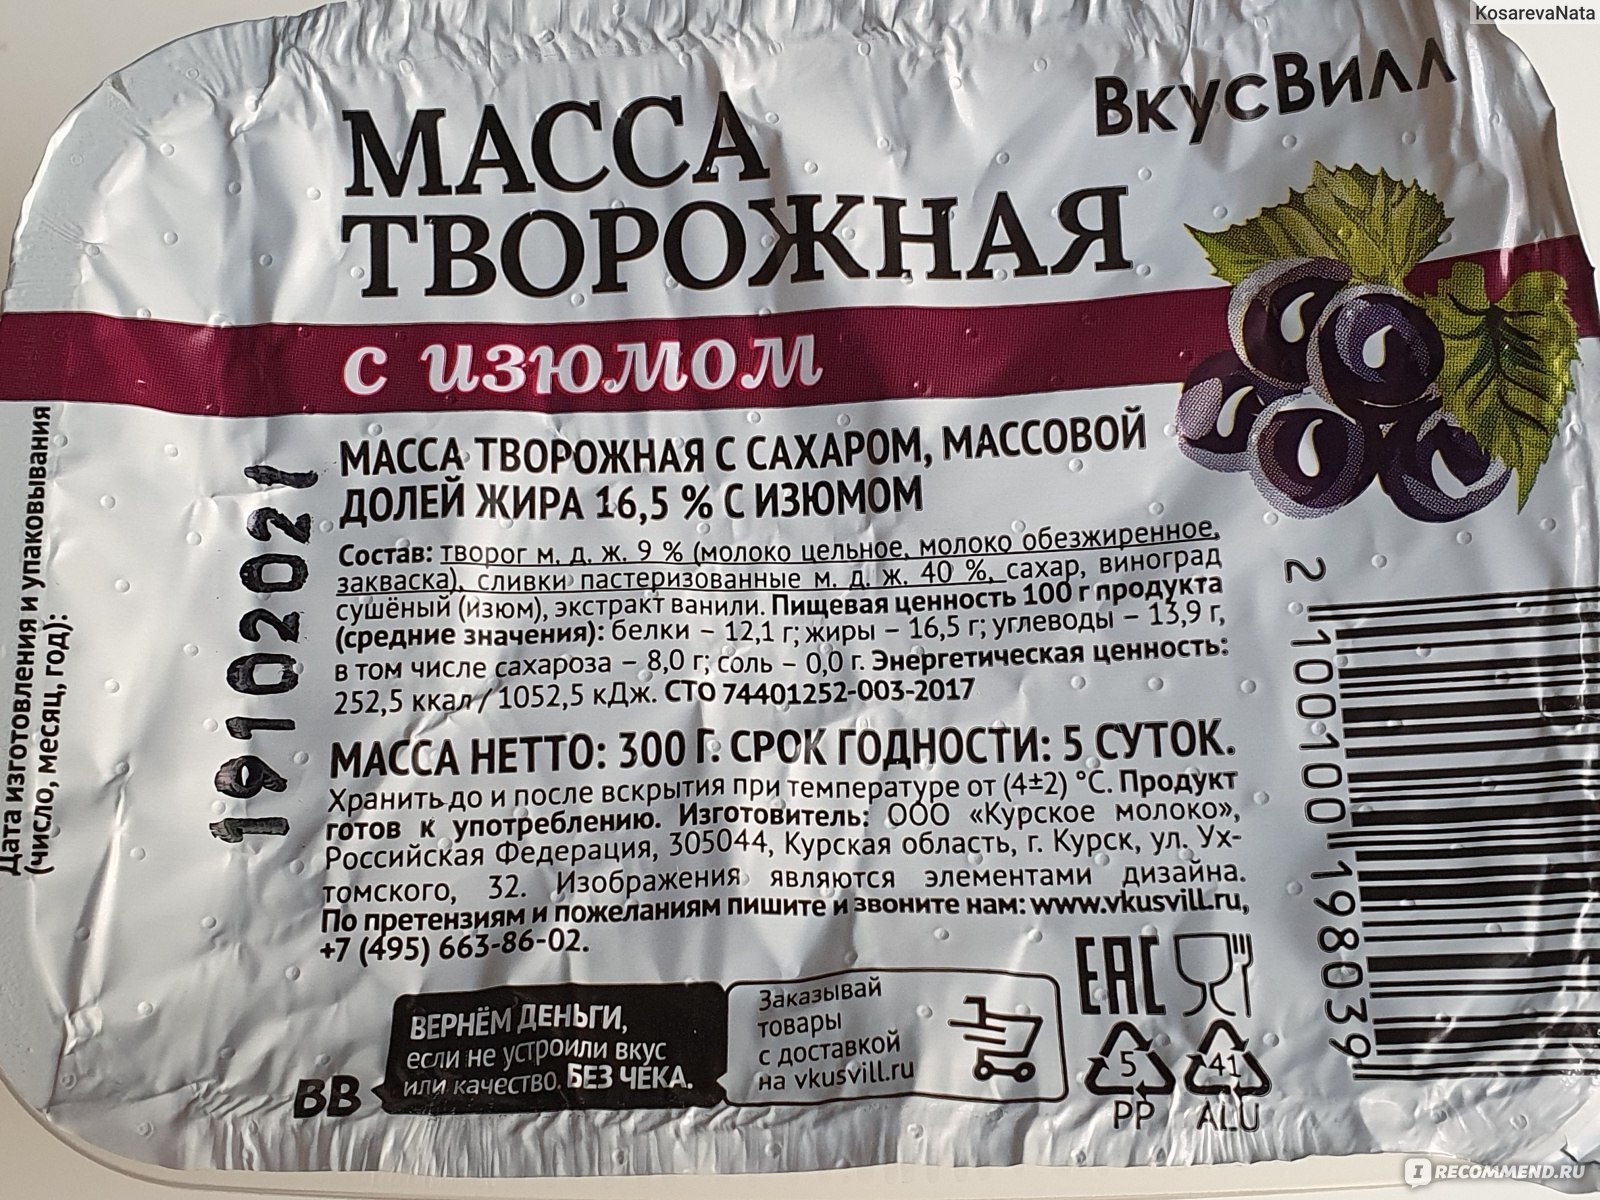 KosarevaNata
ВкусВилл
МАССА
ТВОРОЖНАЯ
с изюмом
Дата изготовления и упаковывания
(число, месяц, год):
19102021
МАССА ТВОРОЖНАЯ С САХАРОМ, МАССОВОЙ
ДОЛЕЙ ЖИРА 16,5 % С ИЗЮМОМ
Состав: творог м. д. ж. 9 % (молоко цельное, молоко обезжиренное,
закваска), сливки пастеризованные м. д. ж. 40 %, сахар, виноград
сушёный (изюм), экстракт ванили. Пищевая ценность 100 г продукта
(средние значения): белки – 12,1 г; жиры – 16,5 г; углеводы – 13,9 г,
в том числе сахароза – 8,0 г; соль – 0,0 г. Энергетическая ценность:
252,5 ккал / 1052,5 кДж. СТО 74401252-003-2017
МАССА НЕТТО: 300 Г. СРОК ГОДНОСТИ: 5 СУТОК.
Хранить до и после вскрытия при температуре от (4±2) °С. Продукт
готов к употреблению. Изготовитель: ООО «Курское молоко»,
Российская Федерация, 305044, Курская область, г. Курск, ул. Ух-
томского, 32. Изображения являются элементами дизайна.
По претензиям и пожеланиям пишите и звоните нам: www.vkusvill.ru,
+7 (495) 663-86-02.
2 100100 198039
ВВ
ВЕРНЁМ ДЕНЬГИ,
если не устроили вкус
или качество. БЕЗ ЧЕКА.
Заказывай
товары
с доставкой
на vkusvill.ru
EAC
5
PP
41
ALU
IRECOMMEND.RU